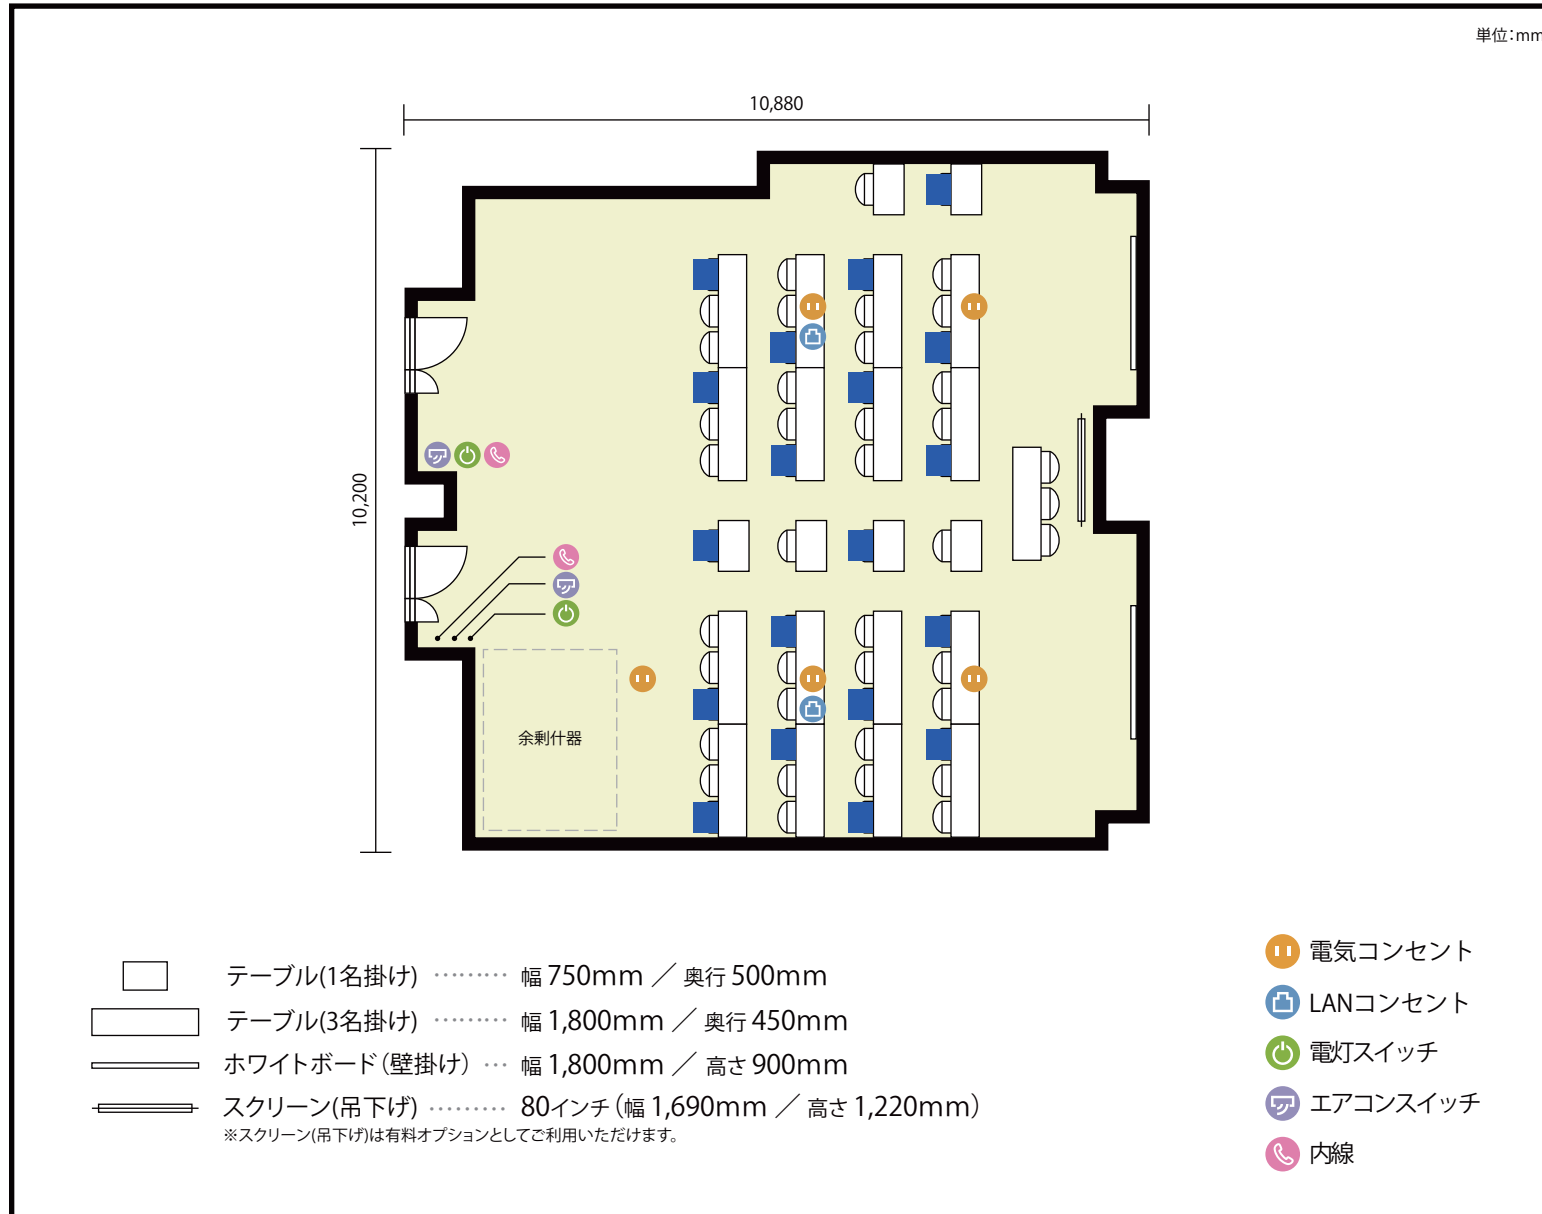 単位:mm
10,880
10,200
余剰什器
テーブル(1名掛け) ……… 幅 750mm ／ 奥行 500mm
テーブル(3名掛け) ……… 幅 1,800mm ／ 奥行 450mm
ホワイトボード（壁掛け） … 幅 1,800mm ／ 高さ 900mm
スクリーン(吊下げ) ……… 80インチ（幅 1,690mm ／ 高さ 1,220mm）
※スクリーン(吊下げ)は有料オプションとしてご利用いただけます。
電気コンセント
LANコンセント
電灯スイッチ
エアコンスイッチ
内線